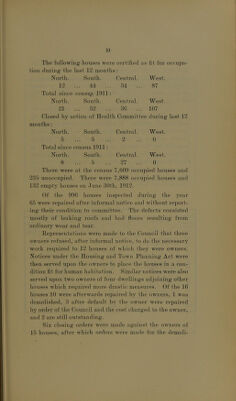 The following houses were certified as fit for occupa-
tion during the last 12 months:
North. South. Central. West.
12 ... 44 ... 34 ... 87
Total since census, 1911:
North. South. Central. West.
21 ... 52 ... 36 ... 107
Closed by action of Health Committee during last 12
months:
North. South. Central. West.
5 ... 5 ... 2 ... 0
Total since census 1911:
North. South. Central. West.
8 ... 5 ... 27 ... 0
There were at the census 1,609 occupied houses and
235 unoccupied. There were 1,888 occupied houses and
132 empty houses on June 30th, 1912.
Of the 996 houses inspected during the year
65 were repaired after informal notice and without report-
ing their condition to committee. The defects consisted
mostly of leaking roofs and bad floors resulting from
ordinary wear and tear.
Representations were made to the Council that three
owners refused, after informal notice, to do the necessary
work required to 12 houses of which they were owners.
Notices under the Housing and Town Planning Act were
then served upon the owners to place the houses in a con-
dition fit for human habitation. Similar notices were also
served upon two owners of four dwellings adjoining other
houses which required more drastic measures. Of the 16
houses 10 were afterwards repaired by the owners, 1 was
demolished, 3 after default by the owner were repaired
by order of the Council and the cost charged to the owner,
and 2 are still outstanding.
Six closing orders were made against the owners of
15 houses, after which orders were made for the demoli-